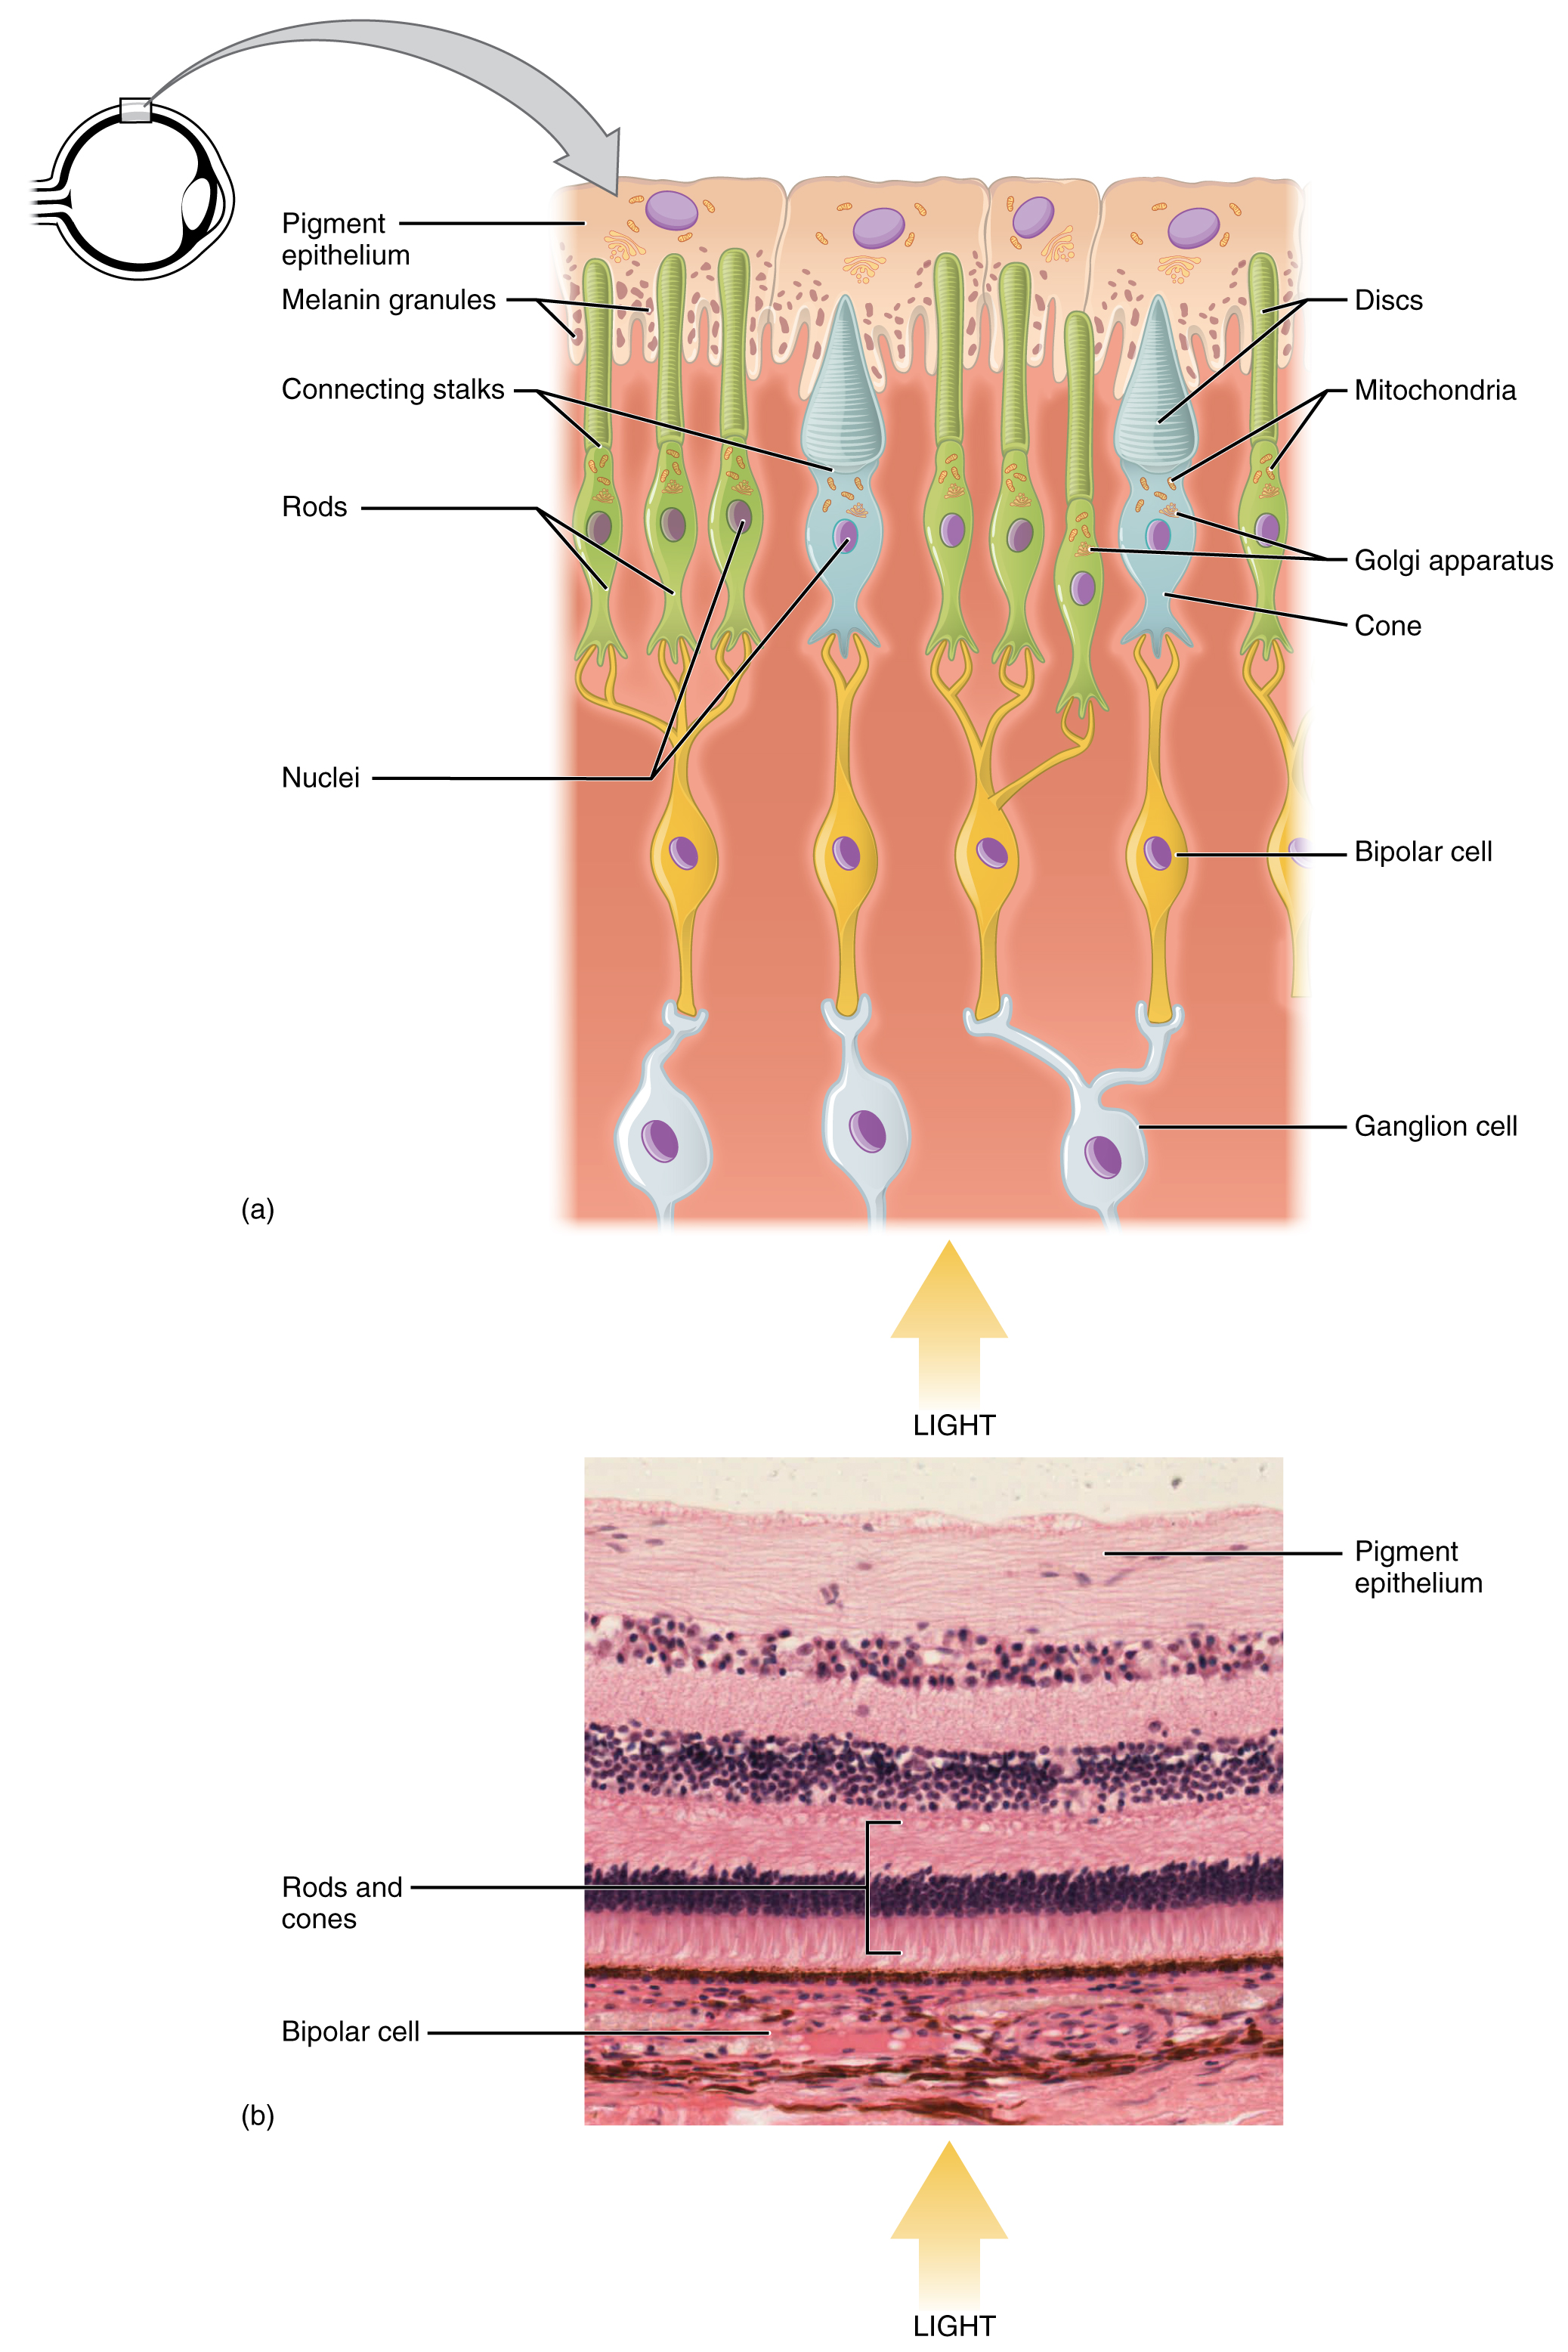 Pigment
epithelium
Melanin granules
Connecting stalks
Rods
Nuclei
Discs
Mitochondria
Golgi apparatus
Cone
Bipolar cell
Ganglion cell
(a)
LIGHT
Pigment
epithelium
Rods and
cones
Bipolar cell
(b)
LIGHT